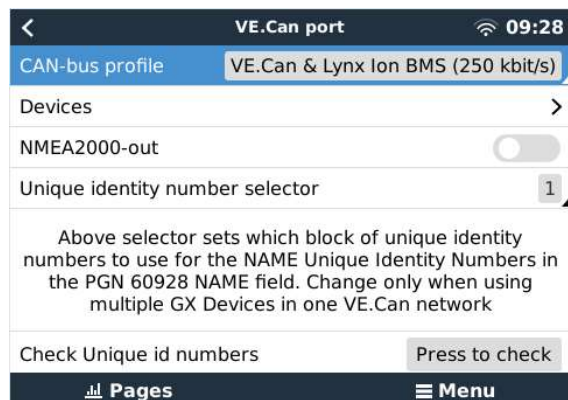 VE.Can port 09:28
CAN-bus profile VE.Can & Lynx Ion BMS (250 kbit/s)
Devices
NMEA2000-out
Unique identity number selector 1
Above selector sets which block of unique identity
numbers to use for the NAME Unique Identity Numbers in
the PGN 60928 NAME field. Change only when using
multiple GX Devices in one VE.Can network
Check Unique id numbers Press to check
Pages Menu